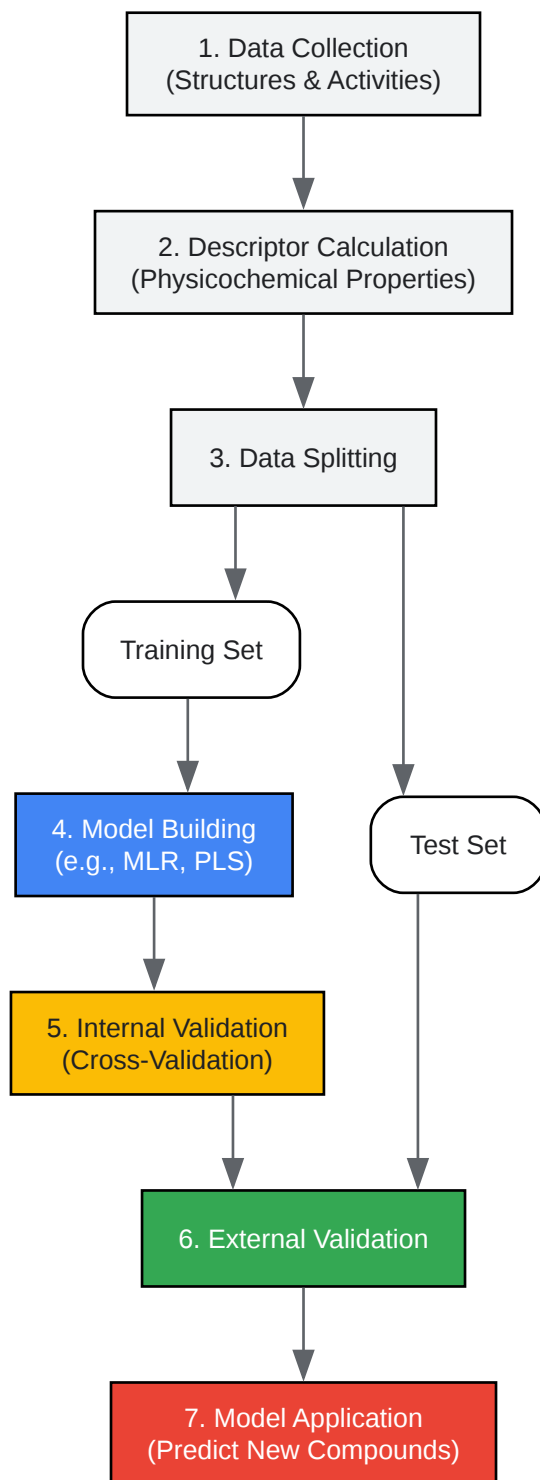 1. Data Collection
(Structures & Activities)
2. Descriptor Calculation
(Physicochemical Properties)
3. Data Splitting
Training Set
4. Model Building
(e.g., MLR, PLS)
Test Set
5. Internal Validation
(Cross-Validation)
6. External Validation
7. Model Application
(Predict New Compounds)